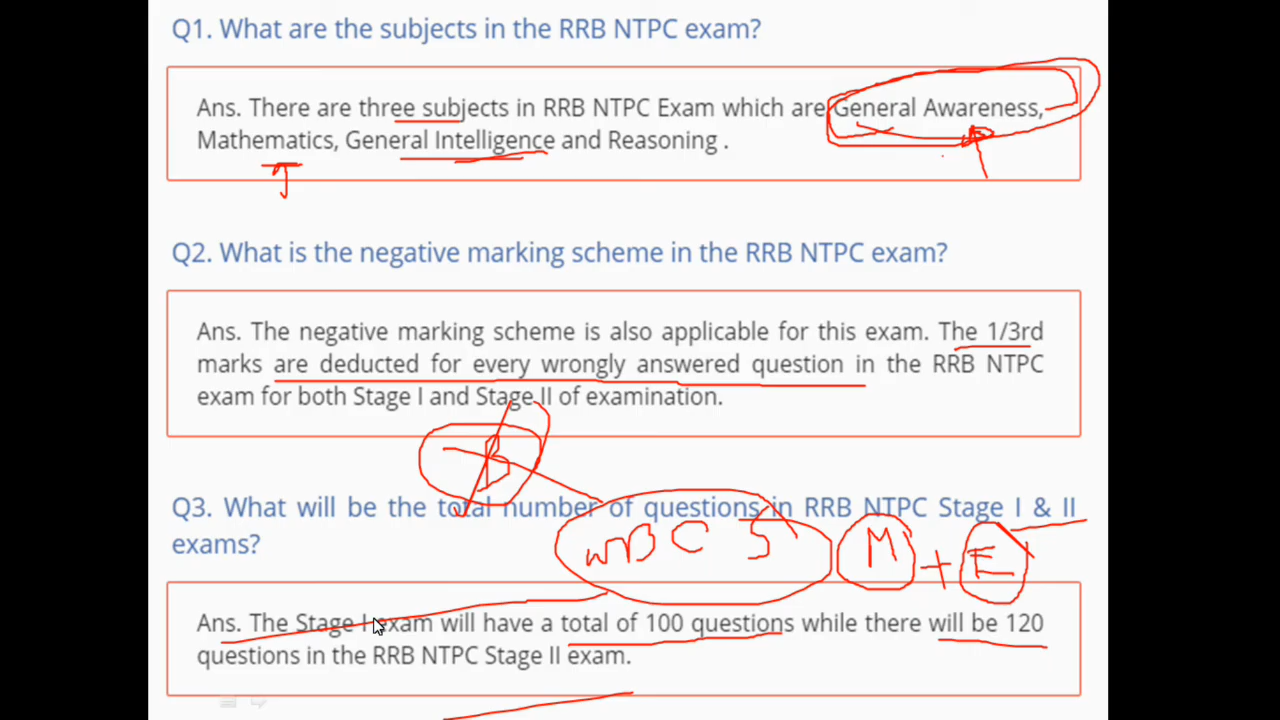 Q1. What are the subjects in the RRB NTPC exam?
Ans. There are three subjects in RRB NTPC Exam which are General Awareness,
Mathematics, General Intelligence and Reasoning .
Q2. What is the negative marking scheme in the RRB NTPC exam?
Ans. The negative marking scheme is also applicable for this exam. The 1/3rd
marks are deducted for every wrongly answered question in the RRB NTPC
exam for both Stage I and Stage II of examination.
B
Q3. What will be the total number of questions in RRB NTPC Stage I & II
exams?
WBC S M + E
Ans. The Stage I exam will have a total of 100 questions while there will be 120
questions in the RRB NTPC Stage II exam.